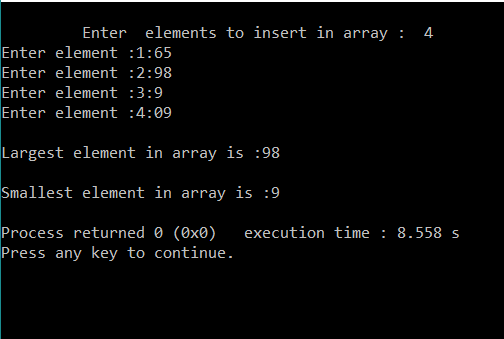 Enter  elements to insert in array :  4
Enter element :1:65
Enter element :2:98
Enter element :3:9
Enter element :4:09
Largest element in array is :98
Smallest element in array is :9
Process returned 0 (0x0)   execution time : 8.558 s
Press any key to continue.